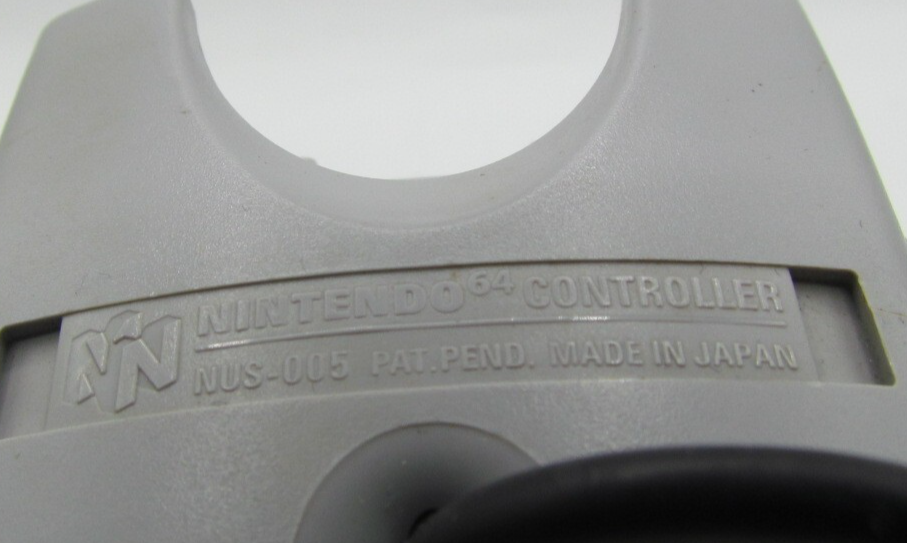 NINTENDO64 CONTROLLER
NUS-005 PAT.PEND. MADE IN JAPAN